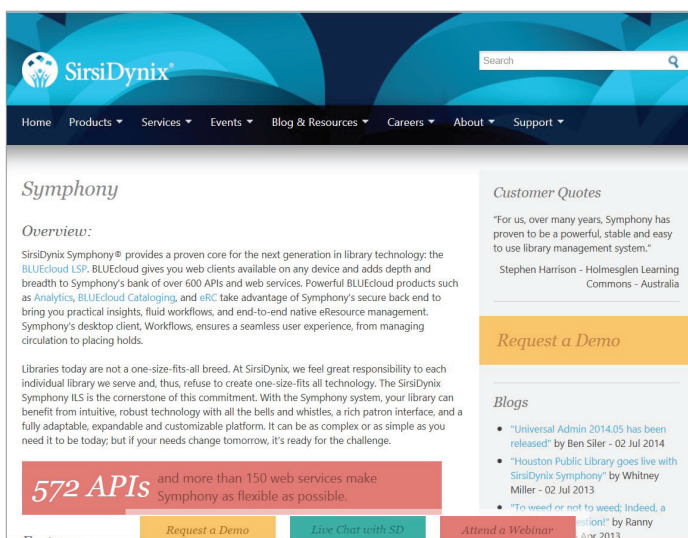 SirsiDynix®
Search
Home Products Services Events Blog & Resources Careers About Support
Symphony
Overview:
SirsiDynix Symphony® provides a proven core for the next generation in library technology: the
BLUEcloud LSP. BLUEcloud gives you web clients available on any device and adds depth and
breadth to Symphony's bank of over 600 APIs and web services. Powerful BLUEcloud products such
as Analytics, BLUEcloud Cataloging, and eRC take advantage of Symphony's secure back end to
bring you practical insights, fluid workflows, and end-to-end native eResource management.
Symphony's desktop client, Workflows, ensures a seamless user experience, from managing
circulation to placing holds.
Libraries today are not a one-size-fits-all breed. At SirsiDynix, we feel great responsibility to each
individual library we serve and, thus, refuse to create one-size-fits all technology. The SirsiDynix
Symphony ILS is the cornerstone of this commitment. With the Symphony system, your library can
benefit from intuitive, robust technology with all the bells and whistles, a rich patron interface, and a
fully adaptable, expandable and customizable platform. It can be as complex or as simple as you
need it to be today; but if your needs change tomorrow, it's ready for the challenge.
572 APIs
and more than 150 web services make
Symphony as flexible as possible.
Customer Quotes
"For us, over many years, Symphony has
proven to be a powerful, stable and easy
to use library management system."
Stephen Harrison - Holmesglen Learning
Commons - Australia
Request a Demo
Blogs
"Universal Admin 2014.05 has been
released" by Ben Siler - 02 Jul 2014
"Houston Public Library goes live with
SirsiDynix Symphony" by Whitney
Miller - 02 Jul 2013
"To weed or not to weed; Indeed, a
by Ranny
Apr 2013
Request a Demo
Live Chat with SD
Attend a Webinar